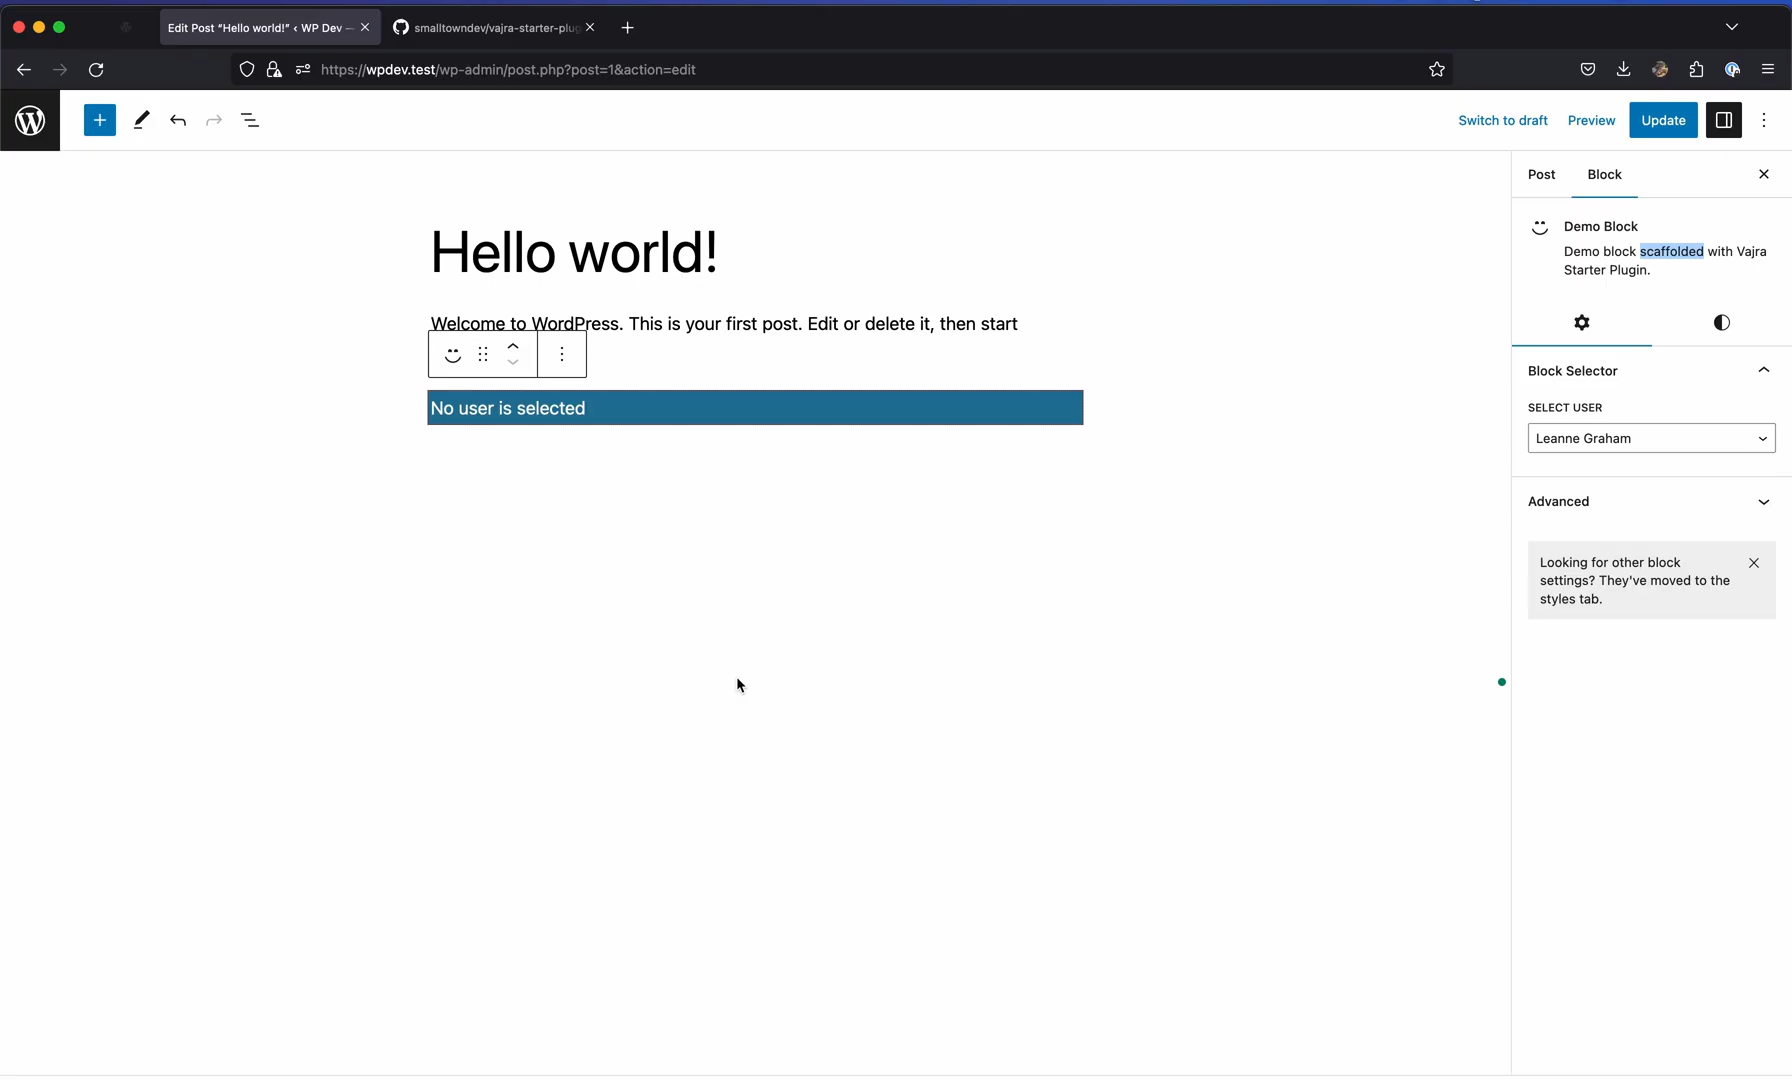 Edit Post “Hello world!” ‹ WP Dev —
smalltowndev/vajra-starter-plug
https://wpdev.test/wp-admin/post.php?post=1&action=edit
Switch to draft
Preview
Update
Post
Block
Hello world!
Welcome to WordPress. This is your first post. Edit or delete it, then start
No user is selected
Demo Block
Demo block scaffolded with Vajra
Starter Plugin.
Block Selector
SELECT USER
Leanne Graham
Advanced
Looking for other block
settings? They've moved to the
styles tab.